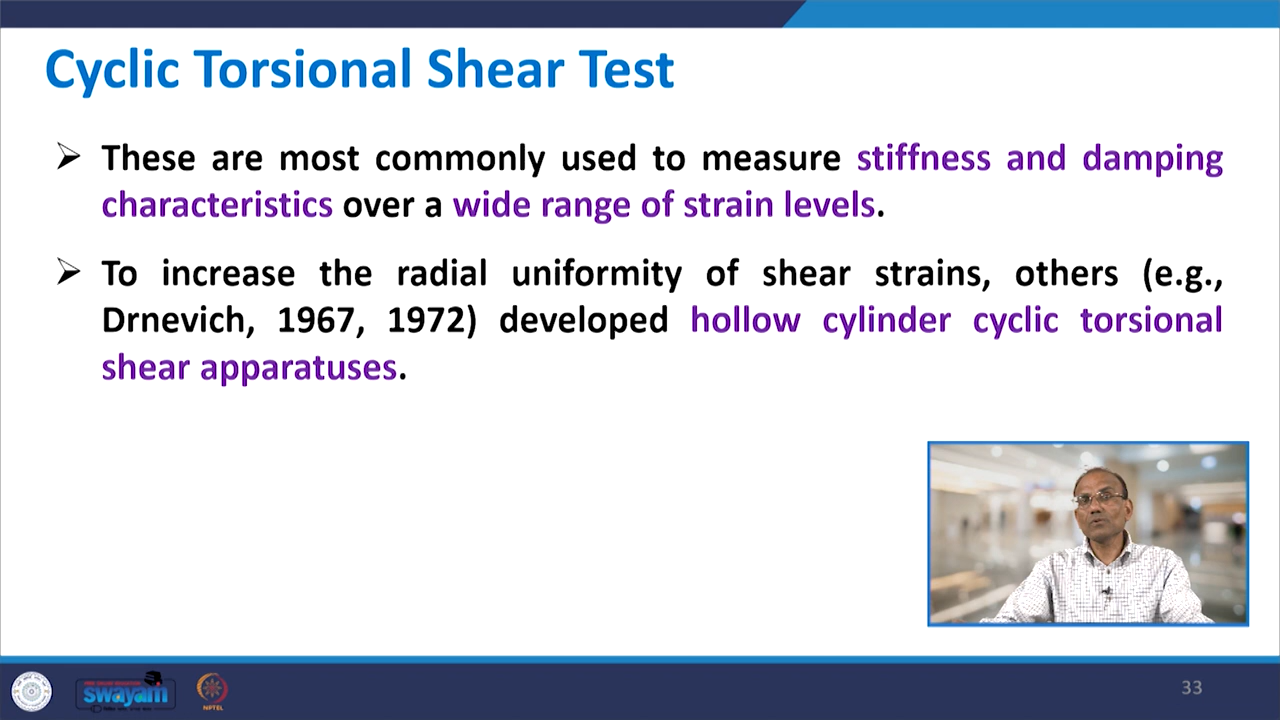 Cyclic Torsional Shear Test
➢ These are most commonly used to measure stiffness and damping
characteristics over a wide range of strain levels.
➢ To increase the radial uniformity of shear strains, others (e.g.,
Drnevich, 1967, 1972) developed hollow cylinder cyclic torsional
shear apparatuses.
swayam
NPTEL
33